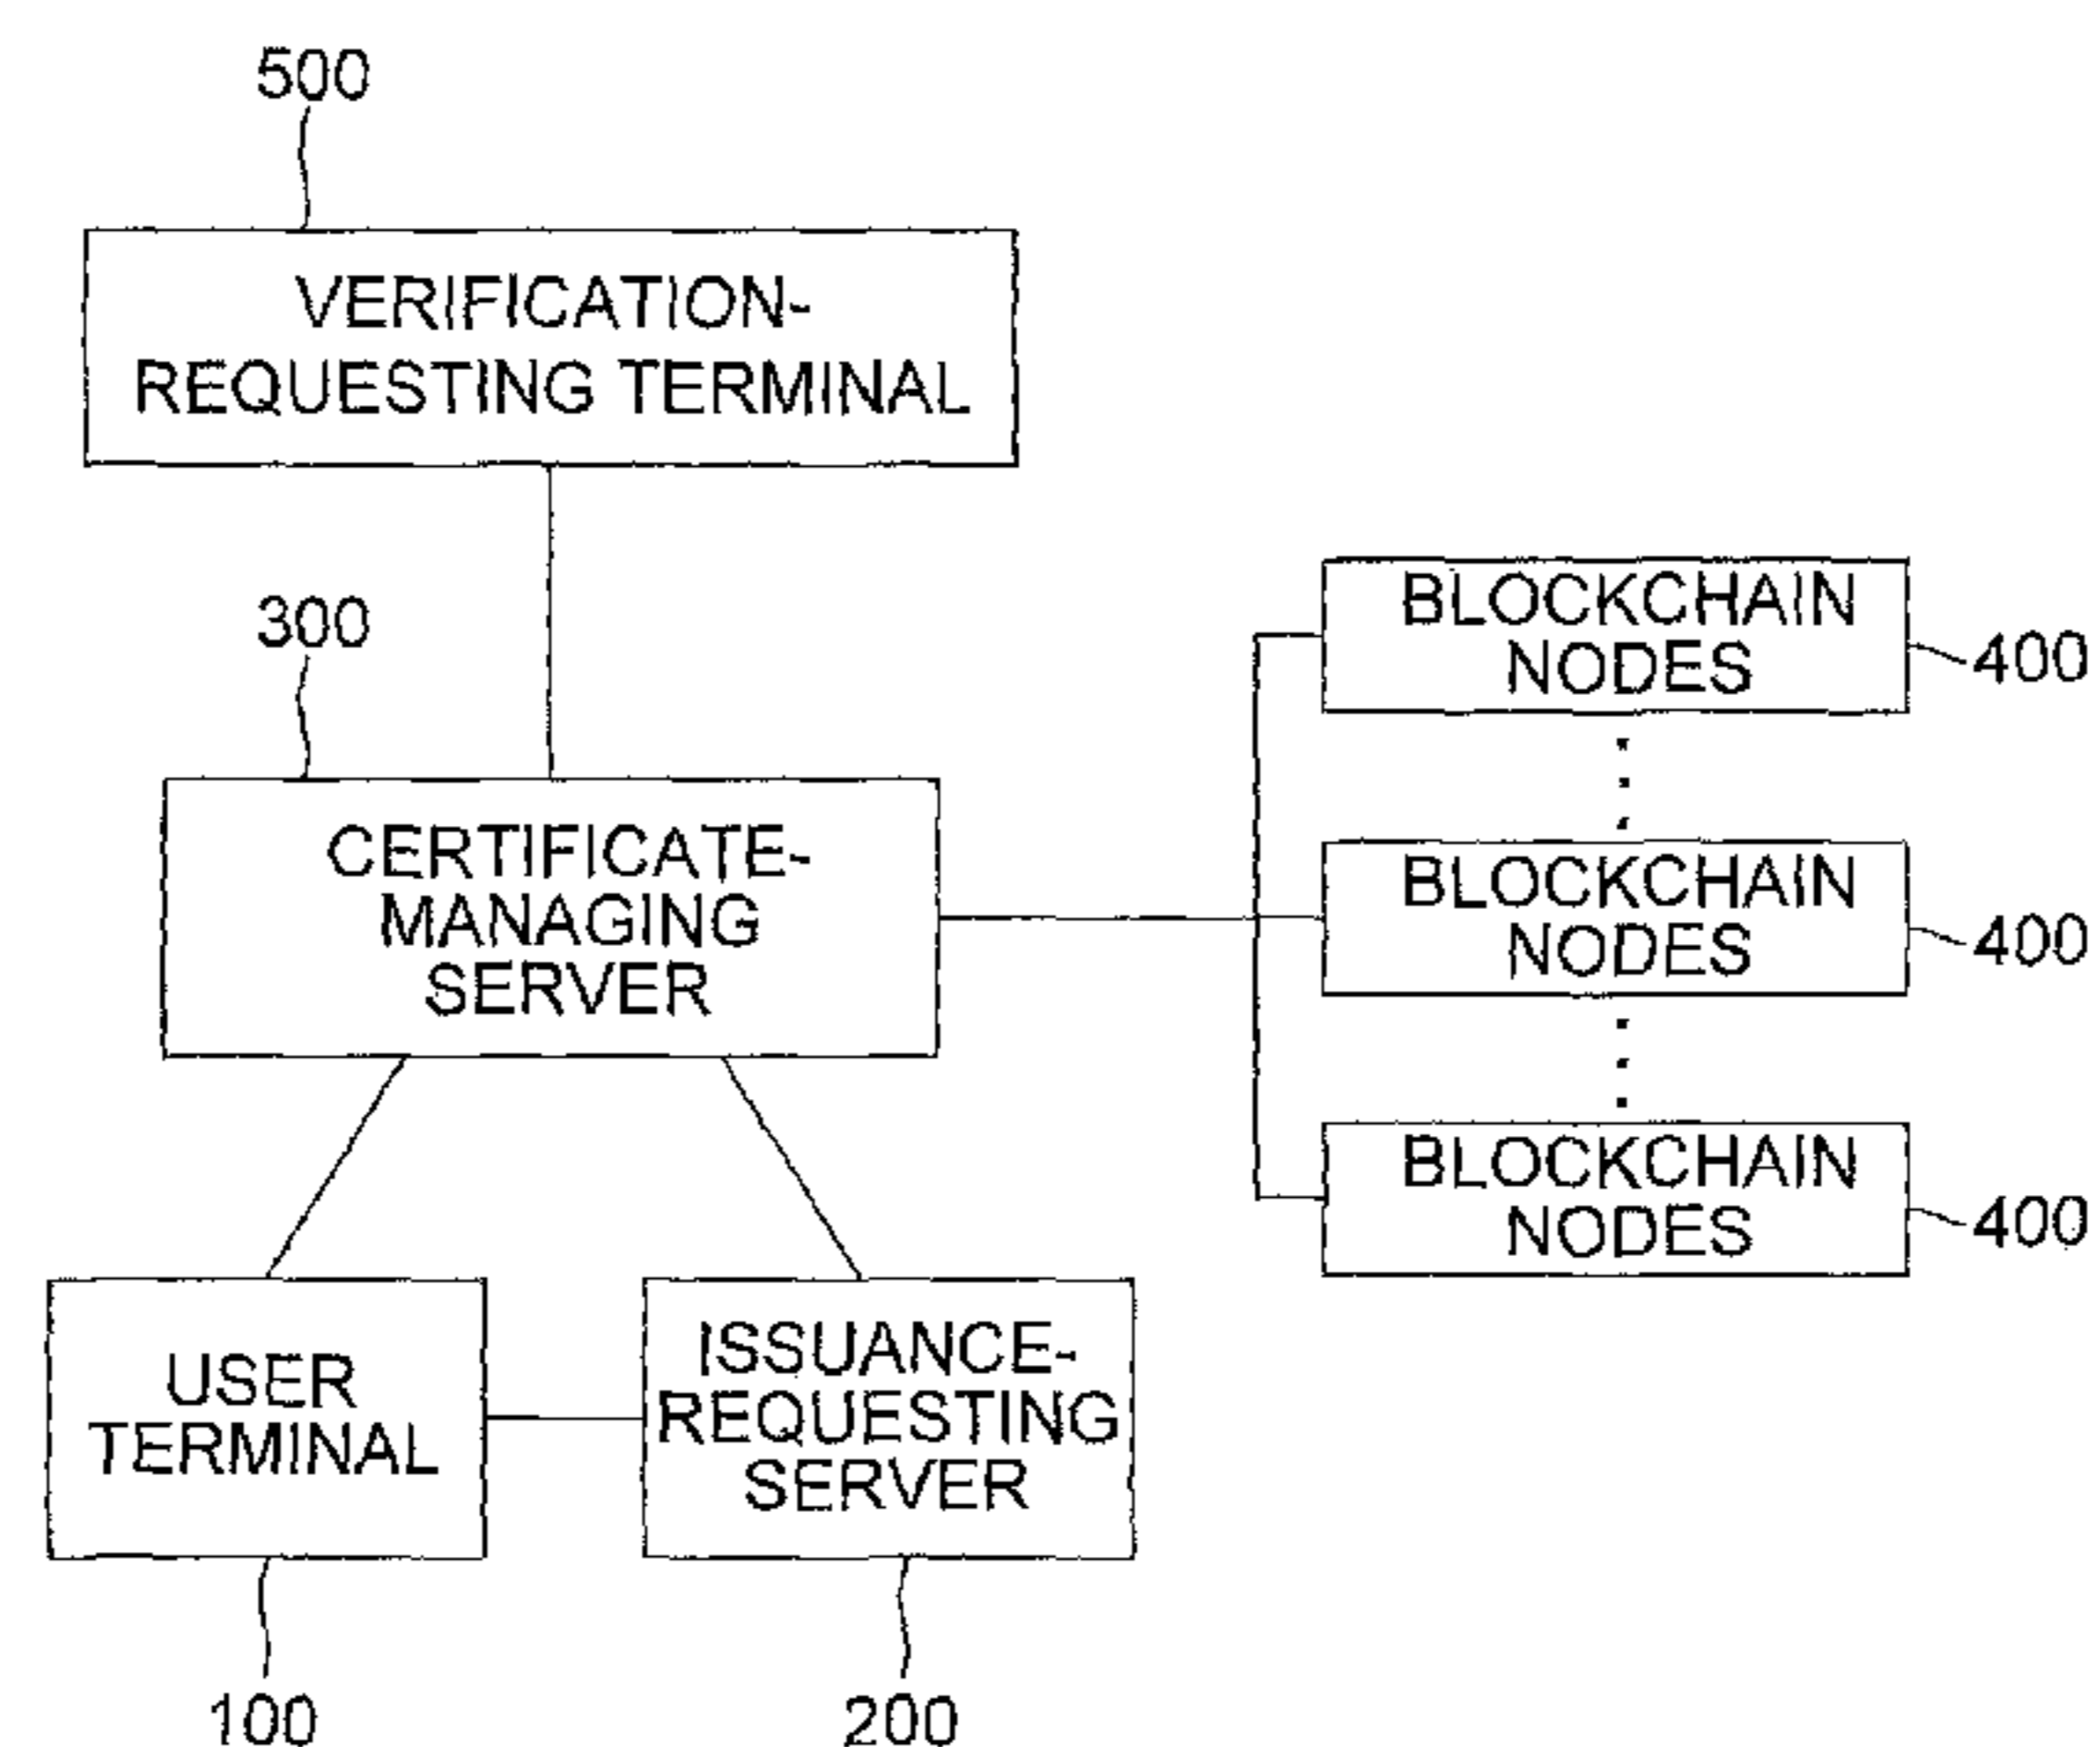 500
VERIFICATION-
REQUESTING TERMINAL
300
CERTIFICATE-
MANAGING
SERVER
BLOCKCHAIN
NODES
400
BLOCKCHAIN
NODES
400
BLOCKCHAIN
NODES
400
USER
TERMINAL
100
ISSUANCE-
REQUESTING
SERVER
200